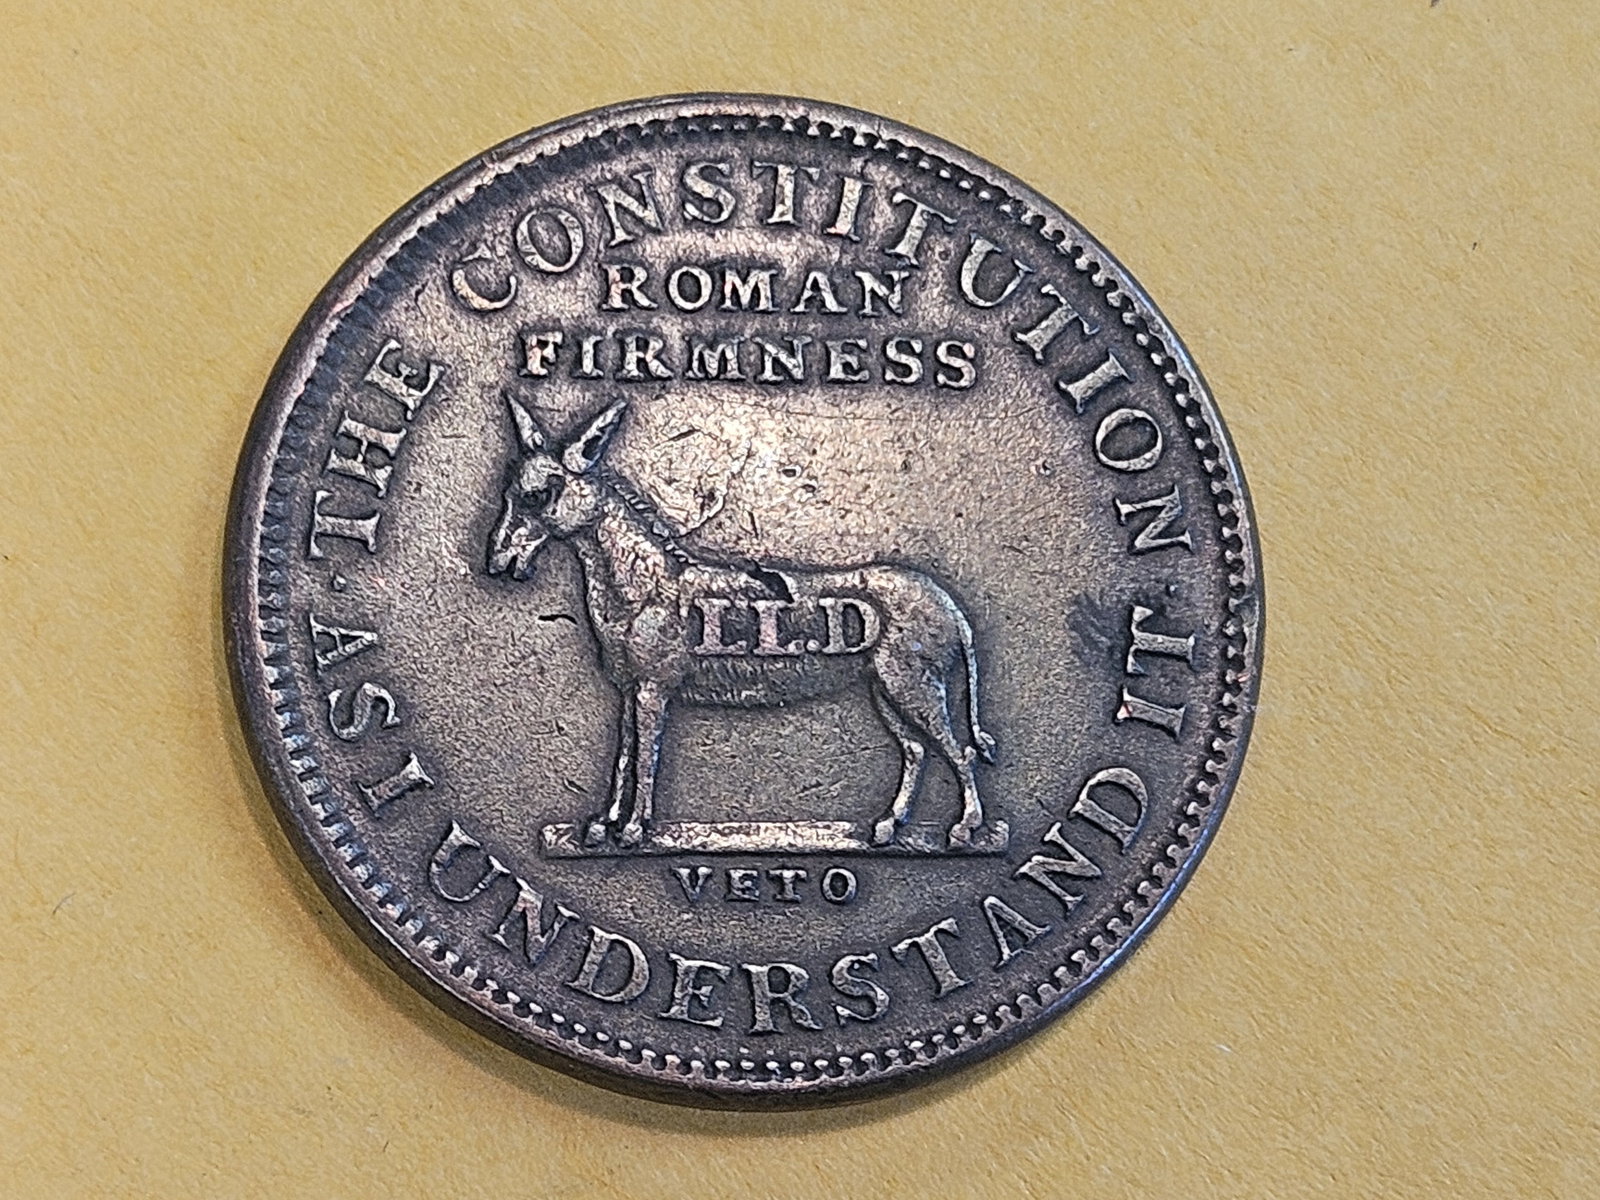 THE CONSTITUTION
AS I UNDERSTAND IT.
ROMAN
FIRMNESS
LL.D
VETO